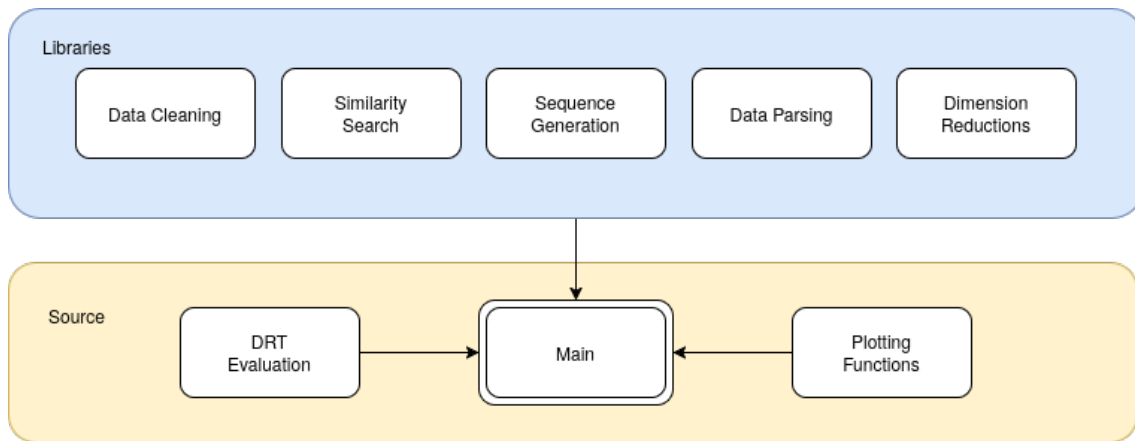 Libraries
Data Cleaning
Similarity
Search
Sequence
Generation
Data Parsing
Dimension
Reductions
Source
DRT
Evaluation
Main
Plotting
Functions